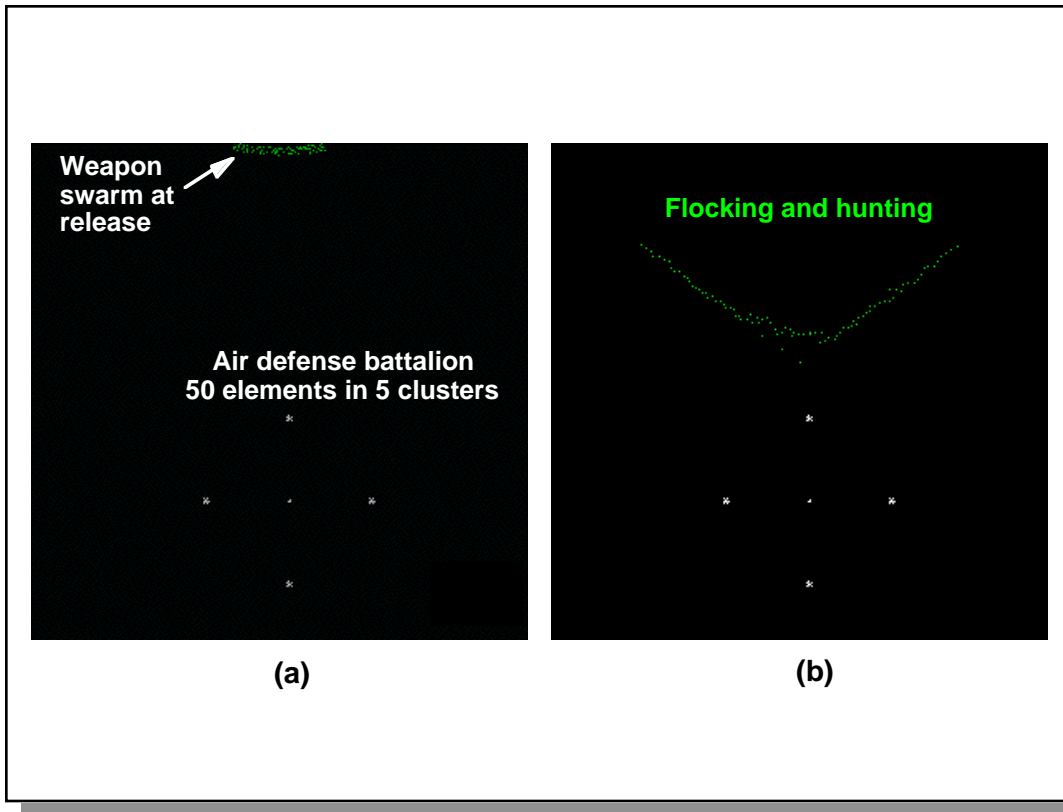 Weapon
swarm at
release
Air defense battalion
50 elements in 5 clusters
(a)
Flocking and hunting
(b)